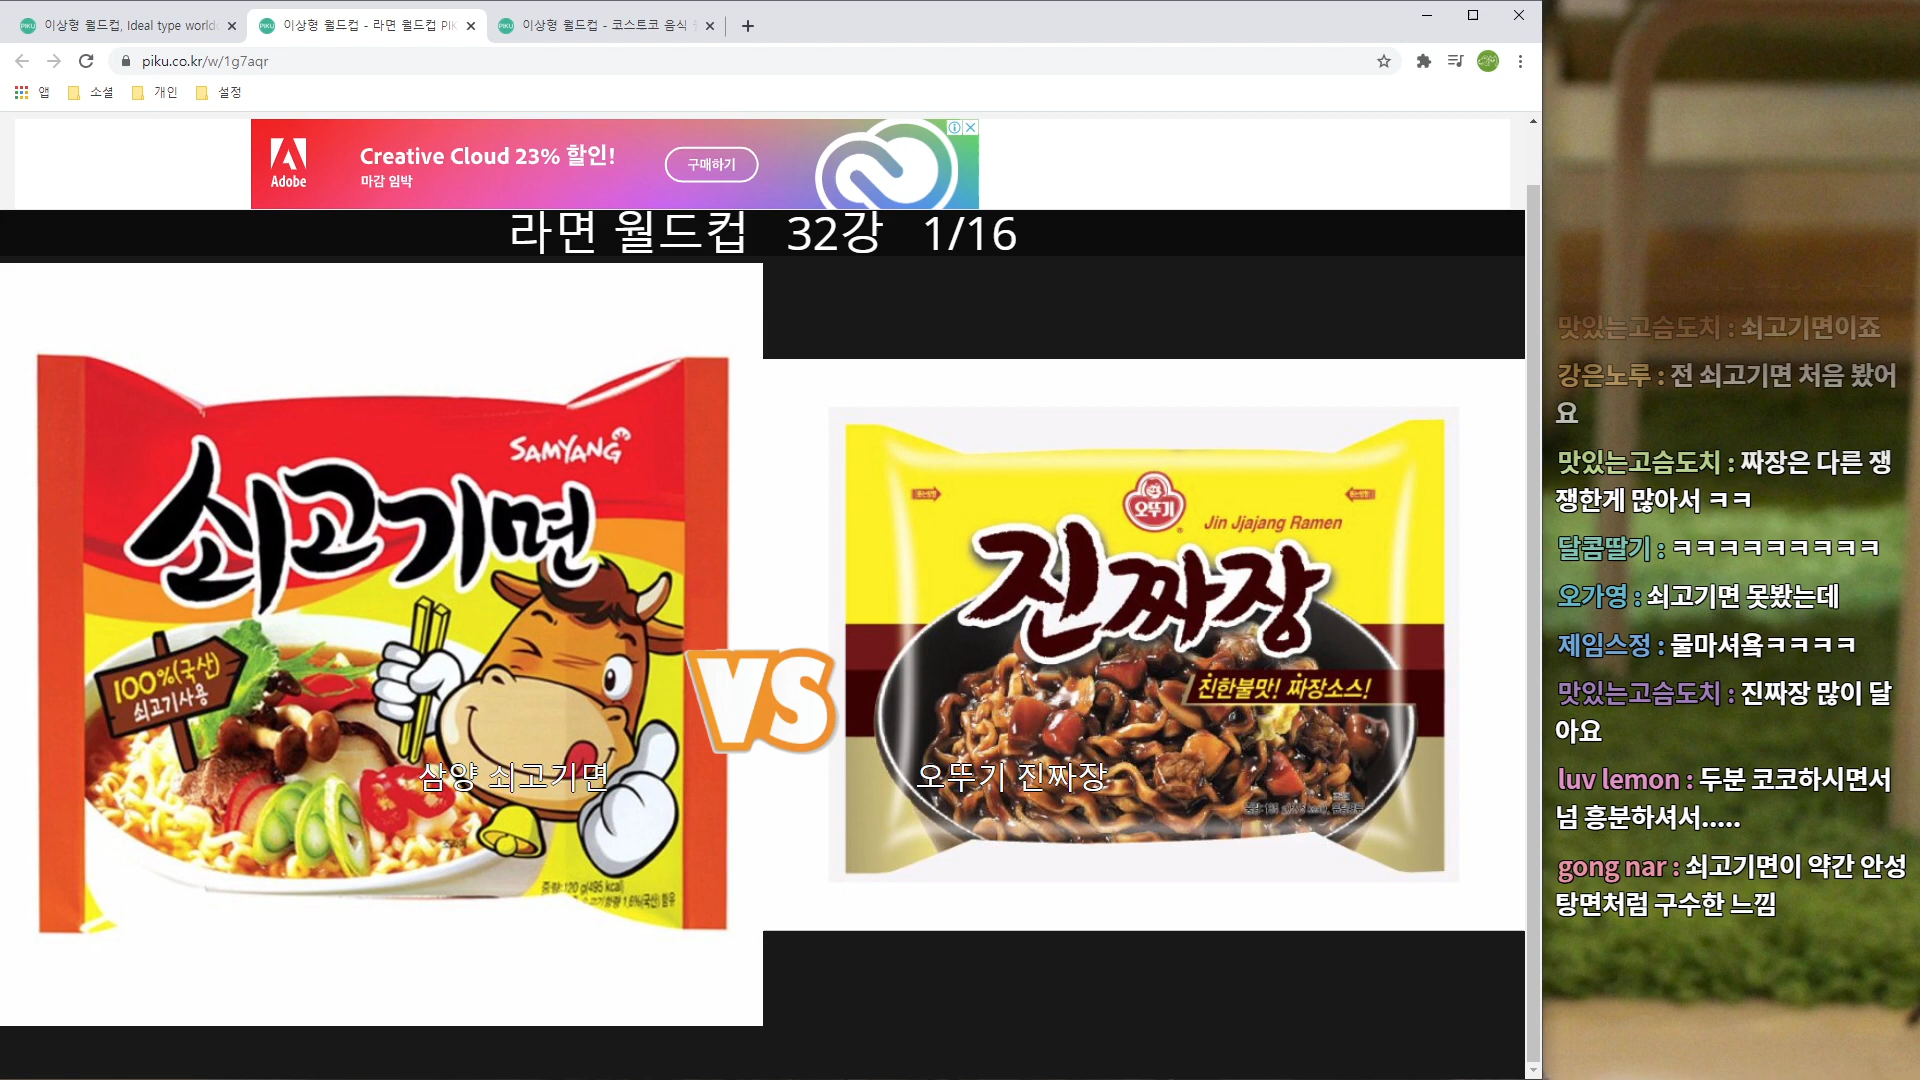 이상형 월드컵, Ideal type world
이상형 월드컵 - 라면 월드컵 PIK
이상형 월드컵 - 코스트코 음식
piku.co.kr/w/1g7aqr
앱 소셜 개인 설정
Adobe
Creative Cloud 23% 할인!
마감 임박
구매하기
라면 월드컵 32강 1/16
SAMYANG
쇠고기면
100%(국산)
쇠고기사용
삼양 쇠고기면
중량 120 g(495 kcal)
VS
오뚜기
Jin Jjajang Ramen
진짜장
진한불맛! 짜장소스!
오뚜기 진짜장
맛있는고슴도치 : 쇠고기면이죠
강은노루 : 전 쇠고기면 처음 봤어
요
맛있는고슴도치 : 짜장은 다른 쟁
쟁한게 많아서 ㅋㅋ
달콤딸기 : ㅋㅋㅋㅋㅋㅋㅋㅋㅋ
오가영 : 쇠고기면 못봤는데
제임스정 : 물마셔욬ㅋㅋㅋㅋ
맛있는고슴도치 : 진짜장 많이 달
아요
luv lemon : 두분 코코하시면서
넘 흥분하셔서.....
gong nar : 쇠고기면이 약간 안성
탕면처럼 구수한 느낌